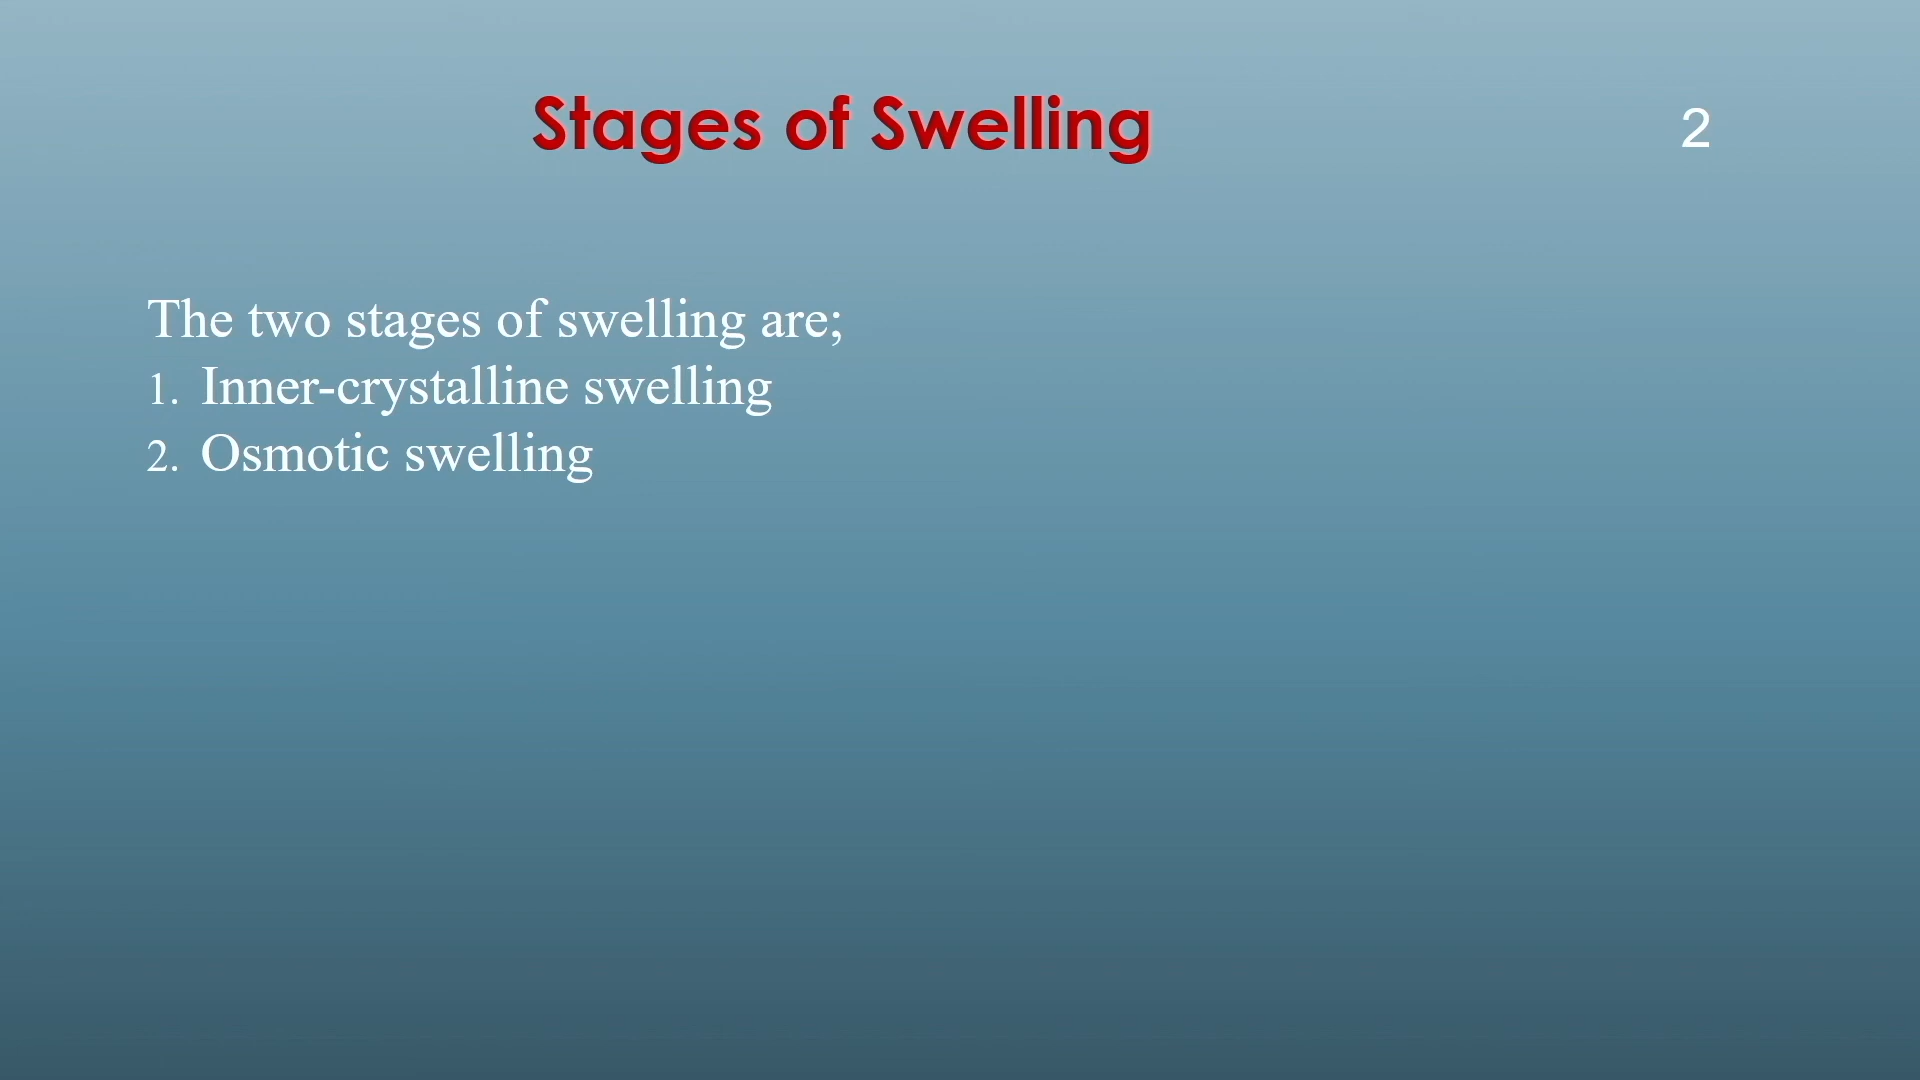 Stages of Swelling
2
The two stages of swelling are;
1. Inner-crystalline swelling
2. Osmotic swelling